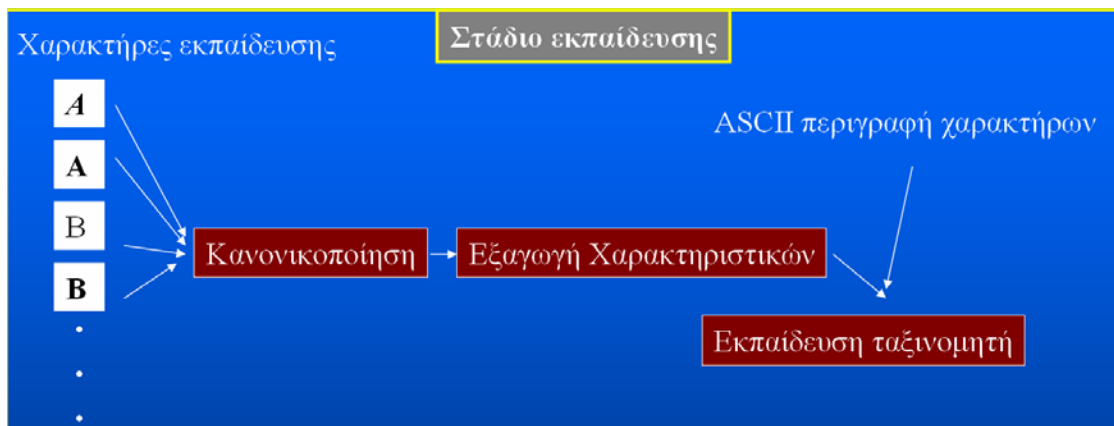 Στάδιο εκπαίδευσης
Χαρακτήρες εκπαίδευσης
A
A
B
B
ASCII περιγραφή χαρακτήρων
Κανονικοποίηση
Εξαγωγή Χαρακτηριστικών
Εκπαίδευση ταξινομητή